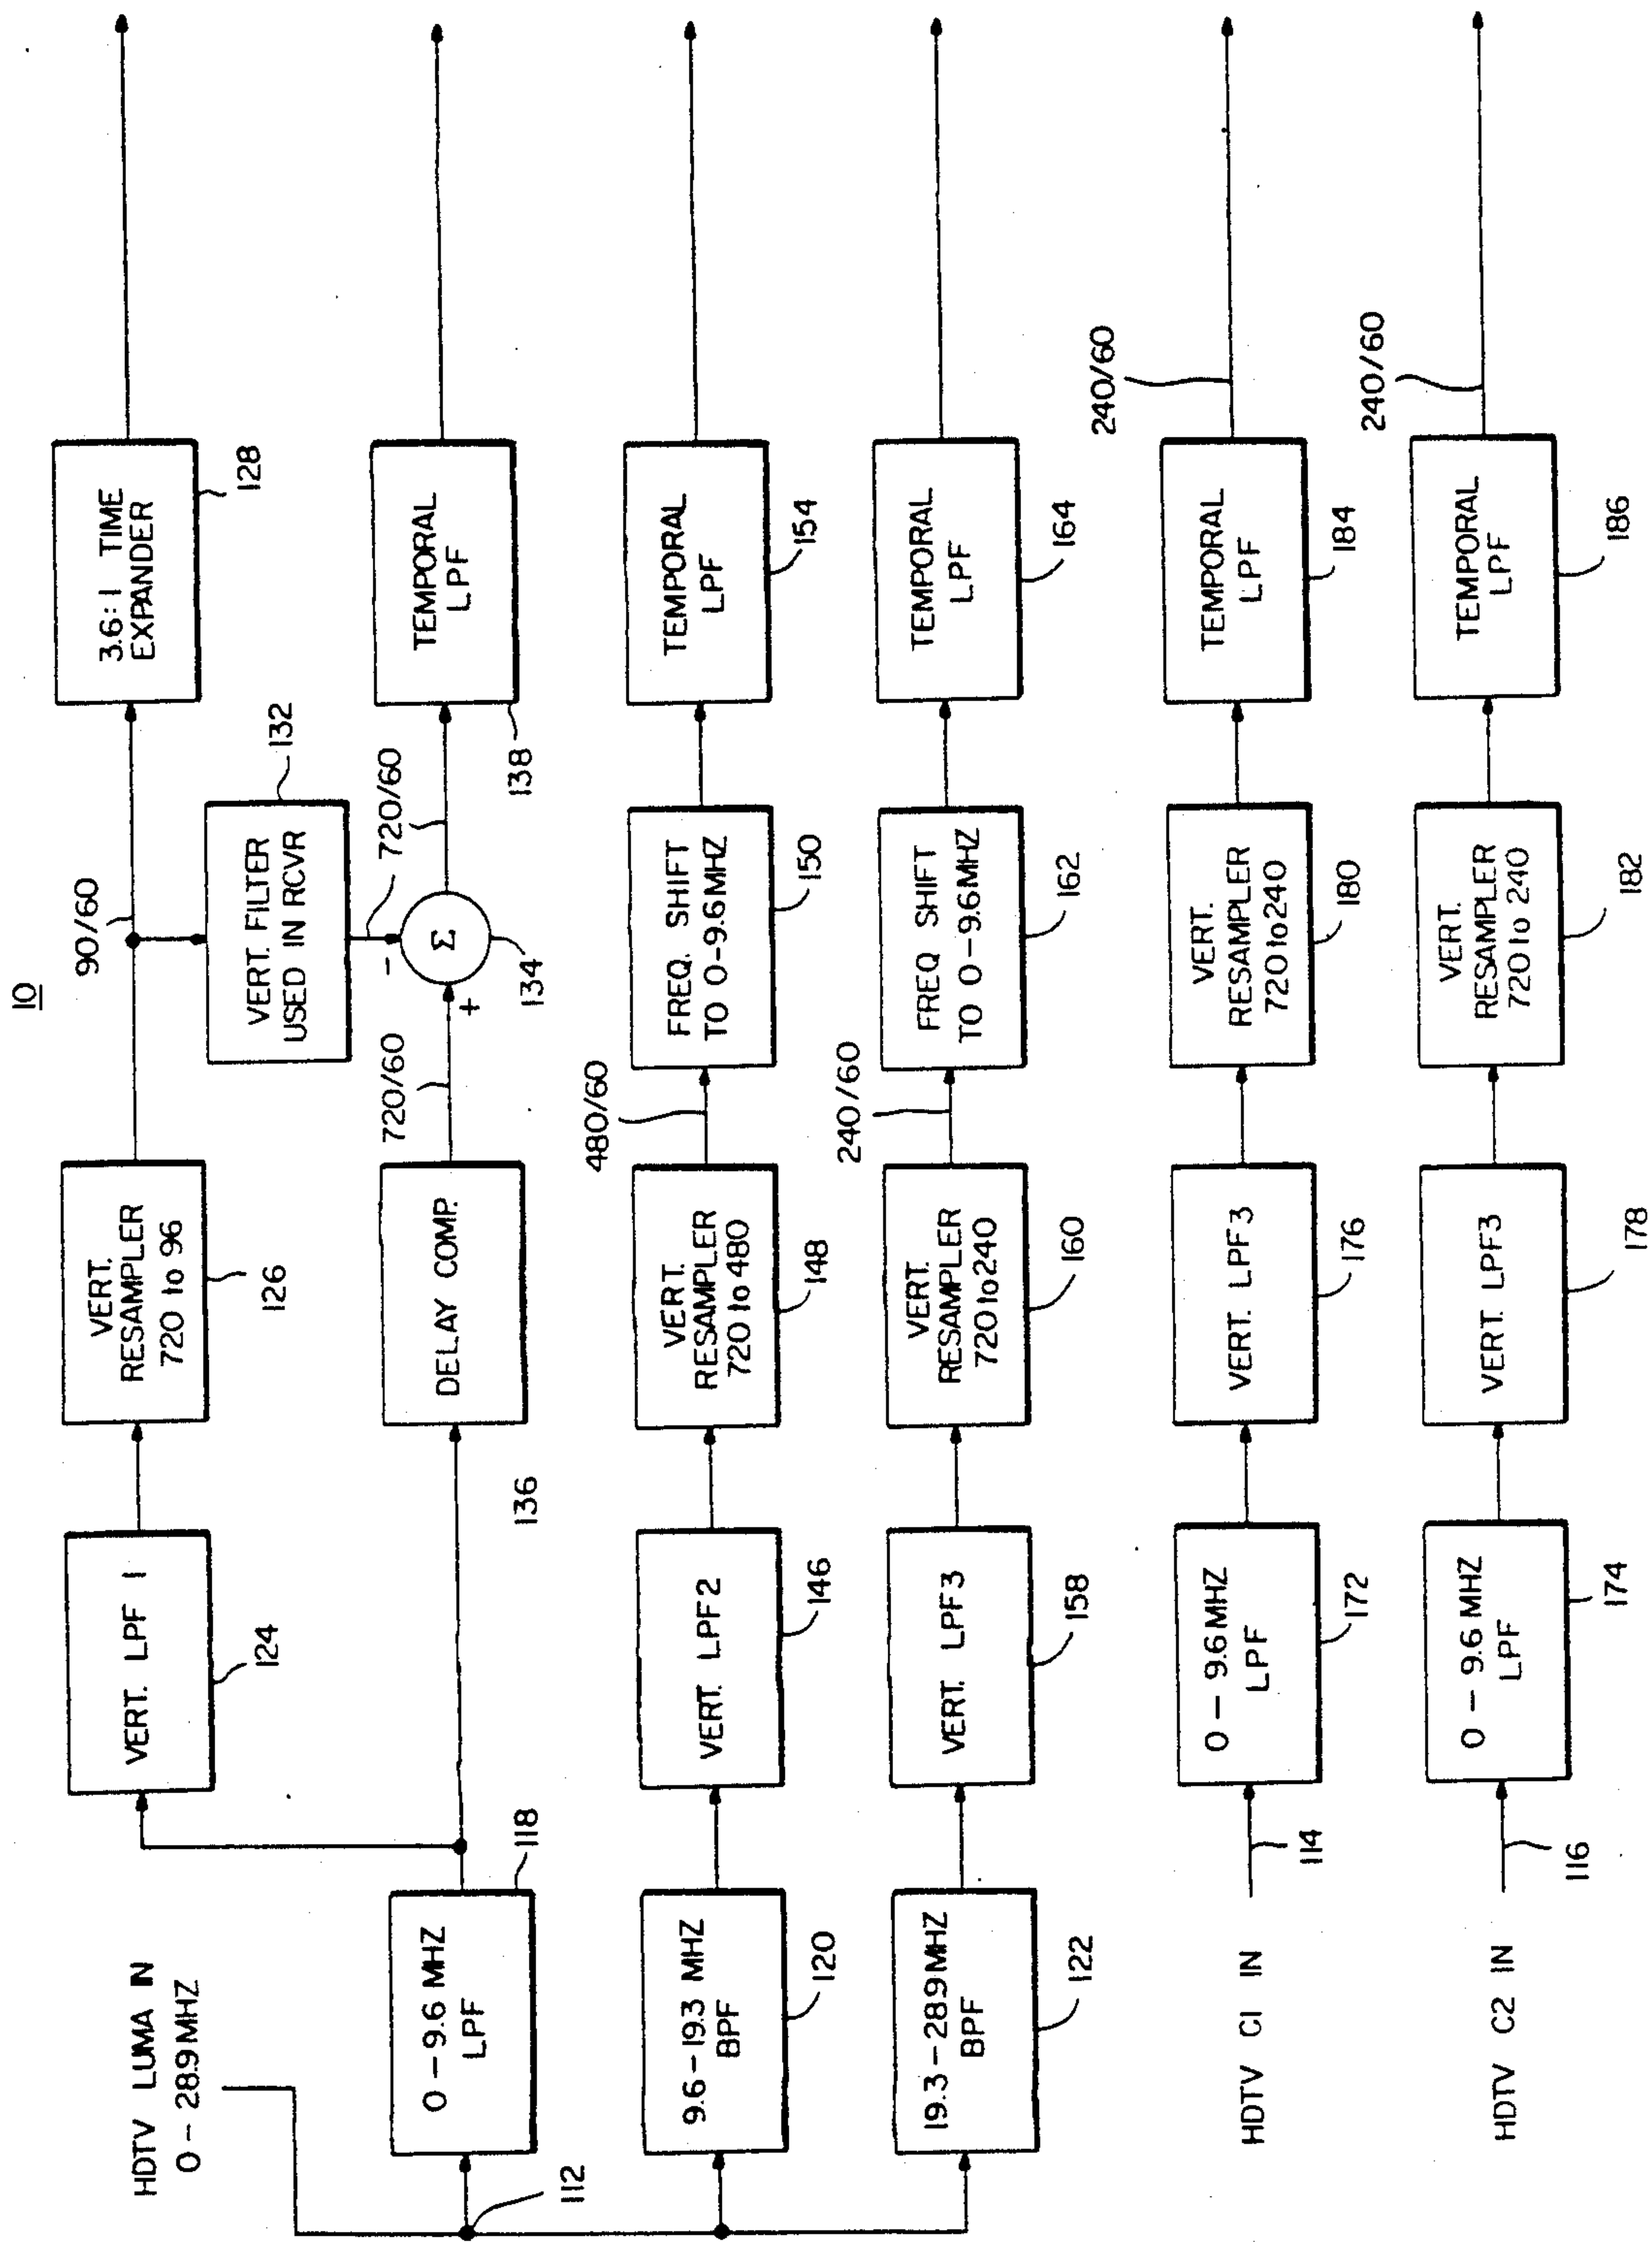 10
HDTV LUMA IN
0 – 28.9 MHZ
112
0 – 9.6 MHZ
LPF
118
VERT. LPF 1
124
VERT.
RESAMPLER
720 to 96
126
90/60
3.6:1 TIME
EXPANDER
128
VERT. FILTER
USED IN RCVR
132
136
DELAY COMP.
720/60
+
-
Σ
134
720/60
TEMPORAL
LPF
138
9.6 – 19.3 MHZ
BPF
120
VERT. LPF2
146
VERT.
RESAMPLER
720 to 480
148
480/60
FREQ. SHIFT
TO 0-9.6MHZ
150
TEMPORAL
LPF
154
19.3 – 28.9 MHZ
BPF
122
VERT. LPF3
158
VERT.
RESAMPLER
720 to 240
160
240/60
FREQ SHIFT
TO 0 – 9.6 MHZ
162
TEMPORAL
LPF
164
HDTV C1 IN
114
0 – 9.6 MHZ
LPF
172
VERT. LPF3
176
VERT.
RESAMPLER
720 to 240
180
TEMPORAL
LPF
184
240/60
HDTV C2 IN
116
0 – 9.6 MHZ
LPF
174
VERT. LPF3
178
VERT.
RESAMPLER
720 to 240
182
TEMPORAL
LPF
186
240/60